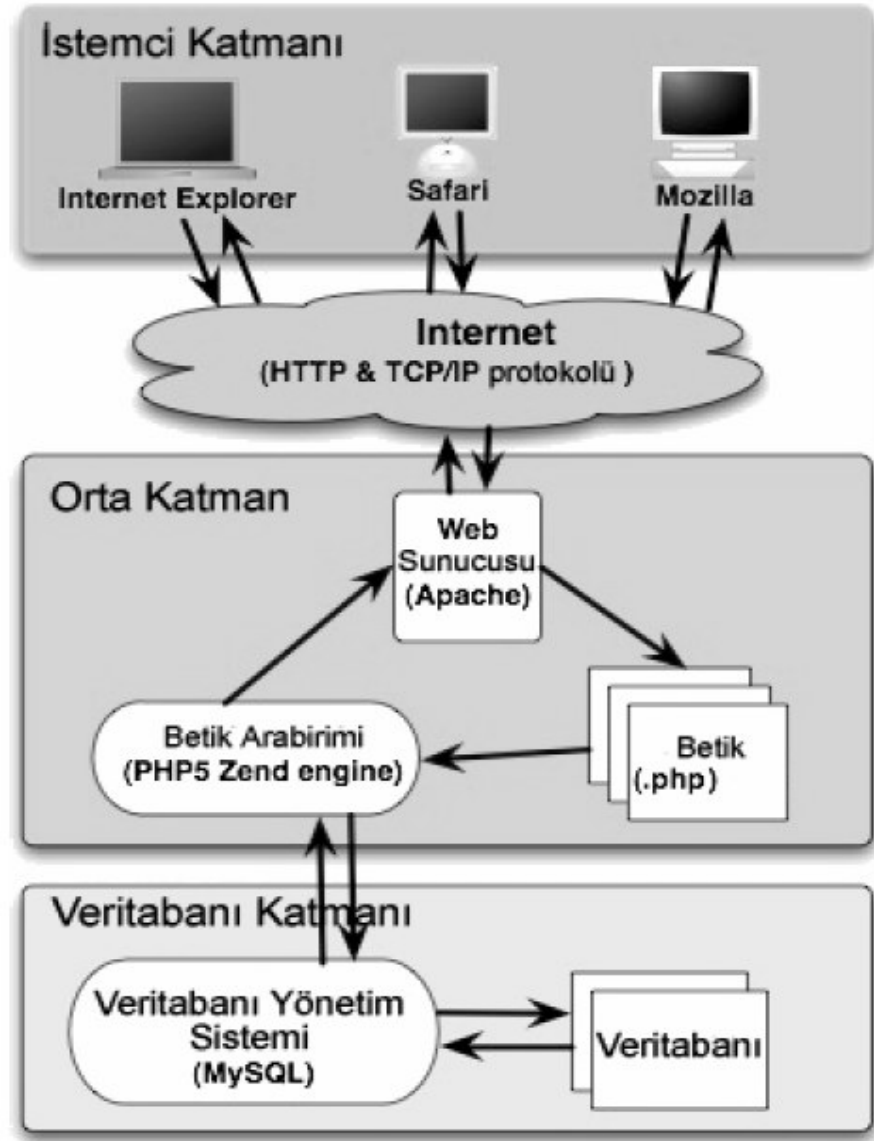 İstemci Katmanı
Internet Explorer
Safari
Mozilla
Internet
(HTTP & TCP/IP protokolü )
Orta Katman
Web
Sunucusu
(Apache)
Betik Arabirimi
(PHP5 Zend engine)
Betik
(.php)
Veritabanı Katmanı
Veritabanı Yönetim
Sistemi
(MySQL)
Veritabanı